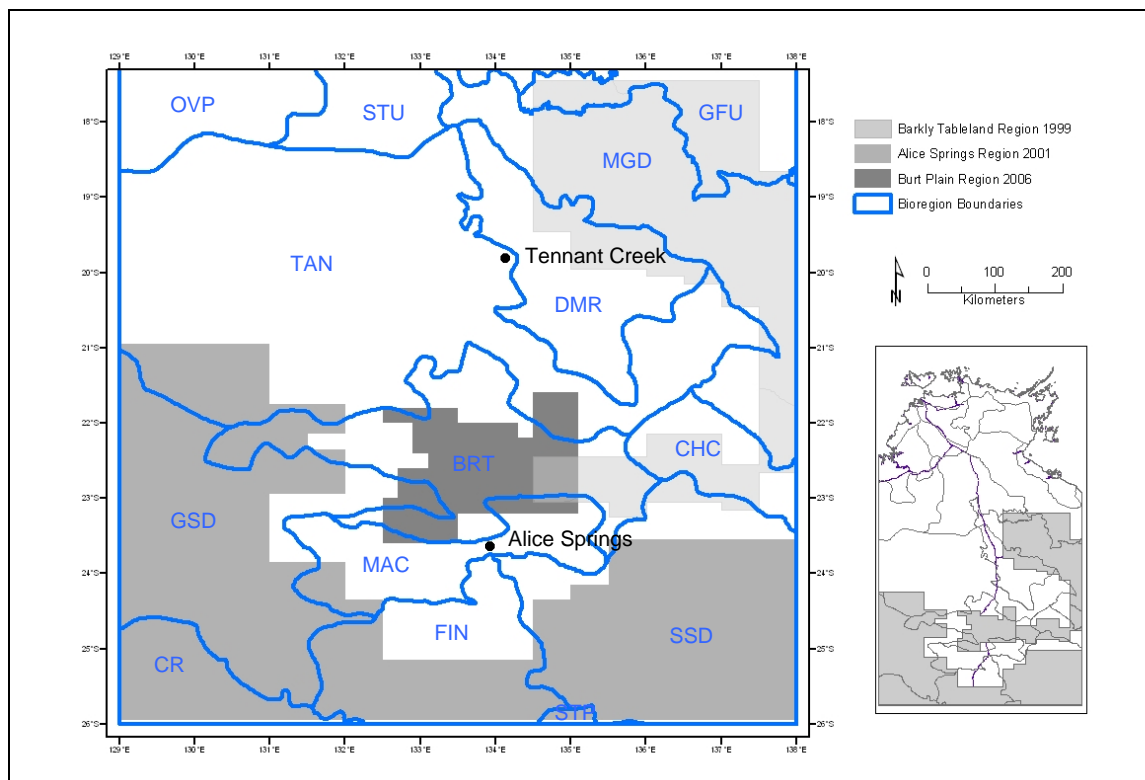 129°E 130°E 131°E 132°E 133°E 134°E 135°E 136°E 137°E 138°E
OVP
STU
GFU
18°S
18°S
MGD
19°S
19°S
TAN
Tennant Creek
20°S
20°S
DMR
21°S
21°S
22°S
22°S
BRT
CHC
23°S
23°S
GSD
Alice Springs
MAC
24°S
24°S
FIN
SSD
CR
25°S
25°S
STP
26°S
26°S
129°E 130°E 131°E 132°E 133°E 134°E 135°E 136°E 137°E 138°E
Barkly Tableland Region 1999
Alice Springs Region 2001
Burt Plain Region 2006
Bioregion Boundaries
N
0 100 200
Kilometers